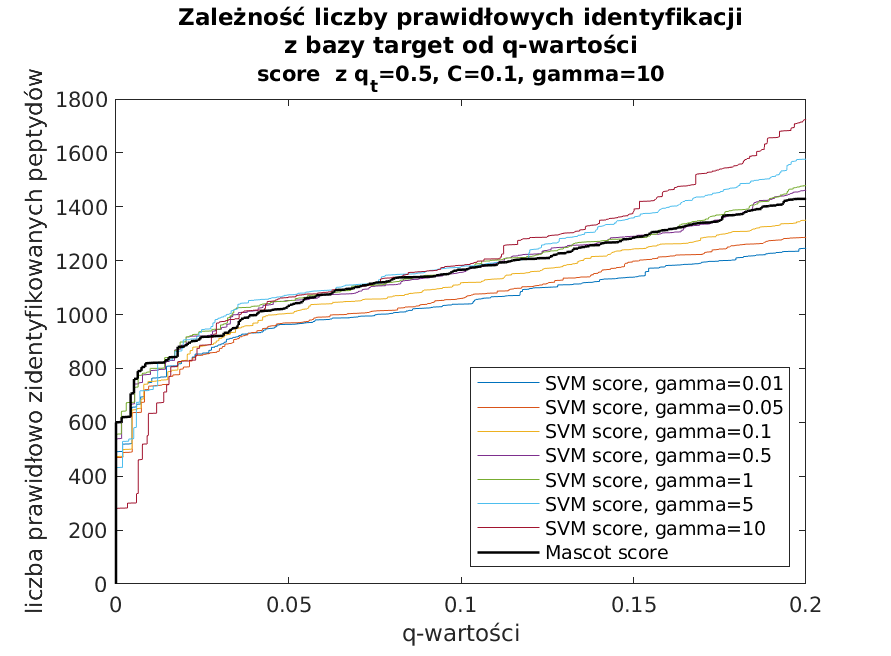 Zależność liczby prawidłowych identyfikacji
z bazy target od q-wartości
score z qt=0.5, C=0.1, gamma=10
liczba prawidłowo zidentyfikowanych peptydów
1800
1600
1400
1200
1000
800
600
400
200
0
SVM score, gamma=0.01
SVM score, gamma=0.05
SVM score, gamma=0.1
SVM score, gamma=0.5
SVM score, gamma=1
SVM score, gamma=5
SVM score, gamma=10
Mascot score
0 0.05 0.1 0.15 0.2
q-wartości